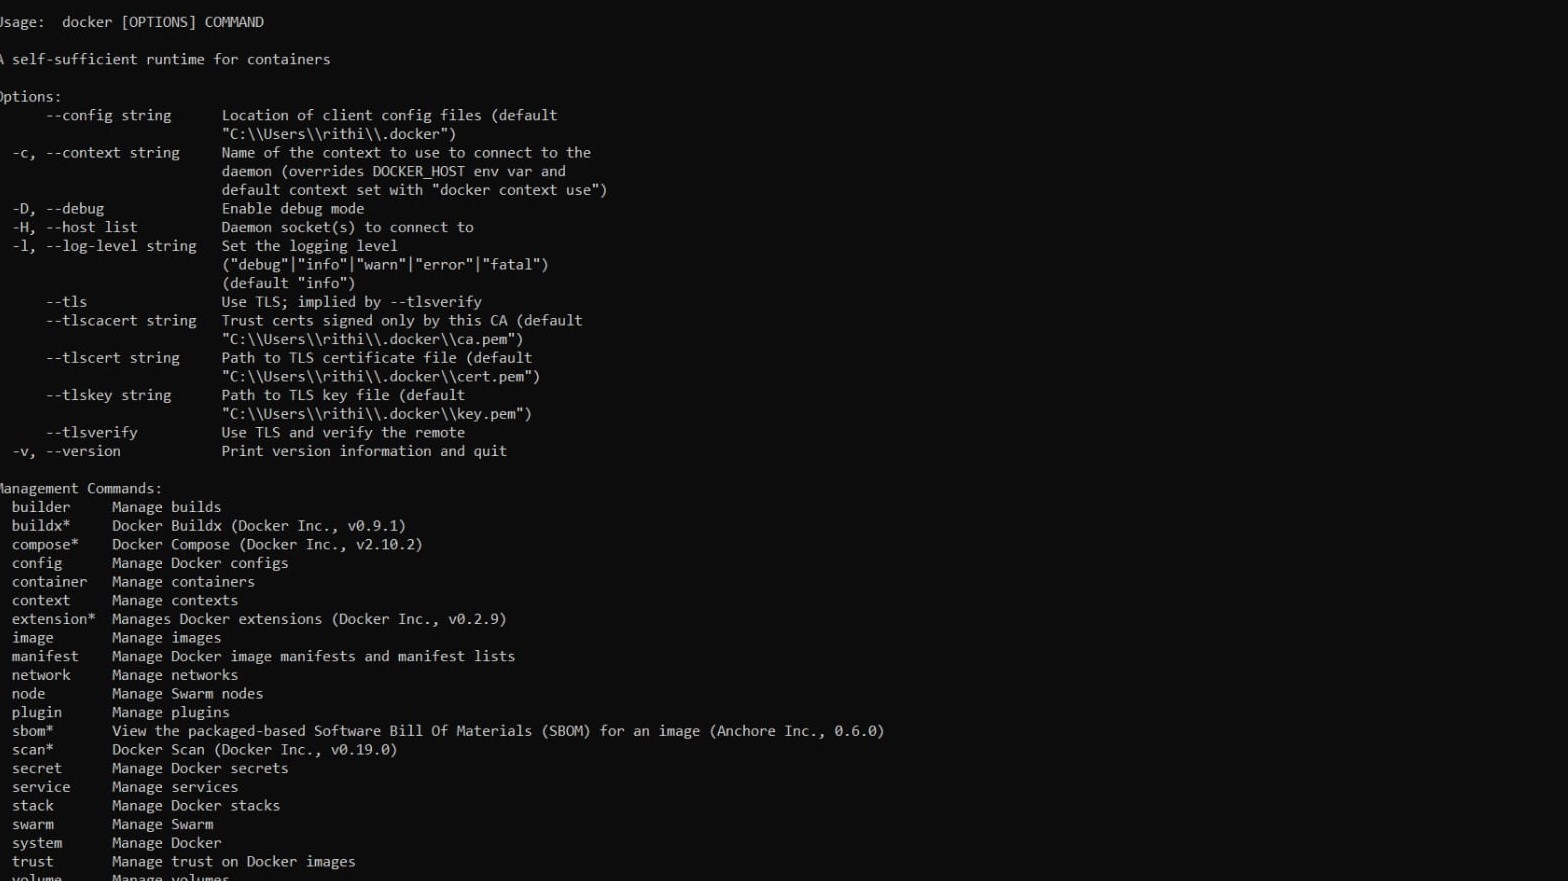 Usage:  docker [OPTIONS] COMMAND
A self-sufficient runtime for containers
Options:
      --config string      Location of client config files (default
                           "C:\\Users\\rithi\\.docker")
  -c, --context string     Name of the context to use to connect to the
                           daemon (overrides DOCKER_HOST env var and
                           default context set with "docker context use")
  -D, --debug              Enable debug mode
  -H, --host list          Daemon socket(s) to connect to
  -l, --log-level string   Set the logging level
                           ("debug"|"info"|"warn"|"error"|"fatal")
                           (default "info")
      --tls                Use TLS; implied by --tlsverify
      --tlscacert string   Trust certs signed only by this CA (default
                           "C:\\Users\\rithi\\.docker\\ca.pem")
      --tlscert string     Path to TLS certificate file (default
                           "C:\\Users\\rithi\\.docker\\cert.pem")
      --tlskey string      Path to TLS key file (default
                           "C:\\Users\\rithi\\.docker\\key.pem")
      --tlsverify          Use TLS and verify the remote
  -v, --version            Print version information and quit
Management Commands:
  builder     Manage builds
  buildx*     Docker Buildx (Docker Inc., v0.9.1)
  compose*    Docker Compose (Docker Inc., v2.10.2)
  config      Manage Docker configs
  container   Manage containers
  context     Manage contexts
  extension*  Manages Docker extensions (Docker Inc., v0.2.9)
  image       Manage images
  manifest    Manage Docker image manifests and manifest lists
  network     Manage networks
  node        Manage Swarm nodes
  plugin      Manage plugins
  sbom*       View the packaged-based Software Bill Of Materials (SBOM) for an image (Anchore Inc., 0.6.0)
  scan*       Docker Scan (Docker Inc., v0.19.0)
  secret      Manage Docker secrets
  service     Manage services
  stack       Manage Docker stacks
  swarm       Manage Swarm
  system      Manage Docker
  trust       Manage trust on Docker images
  volume      Manage volumes